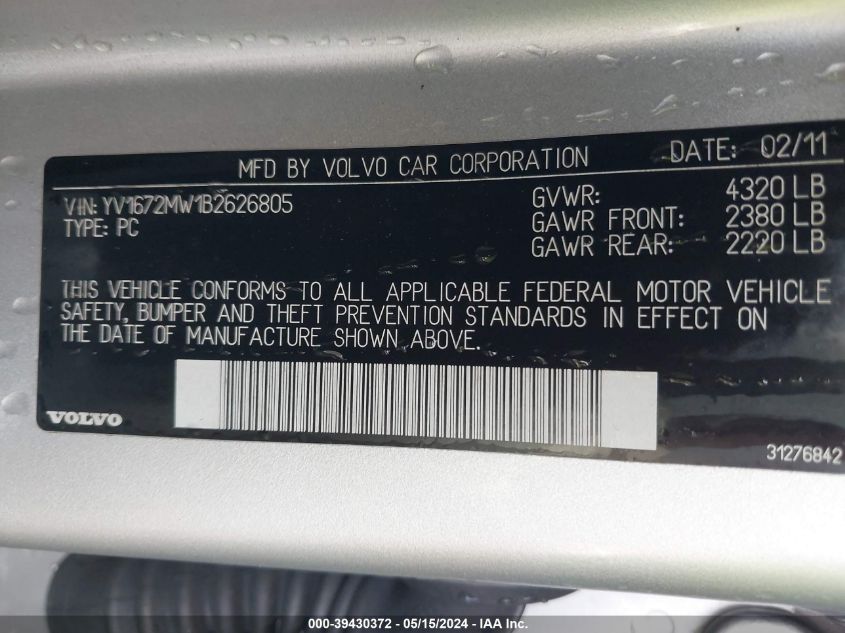 MFD BY VOLVO CAR CORPORATION DATE: 02/11
VIN: YV1672MW1B2626805
TYPE: PC
GVWR: 4320 LB
GAWR FRONT: 2380 LB
GAWR REAR: 2220 LB
THIS VEHICLE CONFORMS TO ALL APPLICABLE FEDERAL MOTOR VEHICLE
SAFETY, BUMPER AND THEFT PREVENTION STANDARDS IN EFFECT ON
THE DATE OF MANUFACTURE SHOWN ABOVE.
VOLVO
31276842
000-39430372 - 05/15/2024 - IAA Inc.